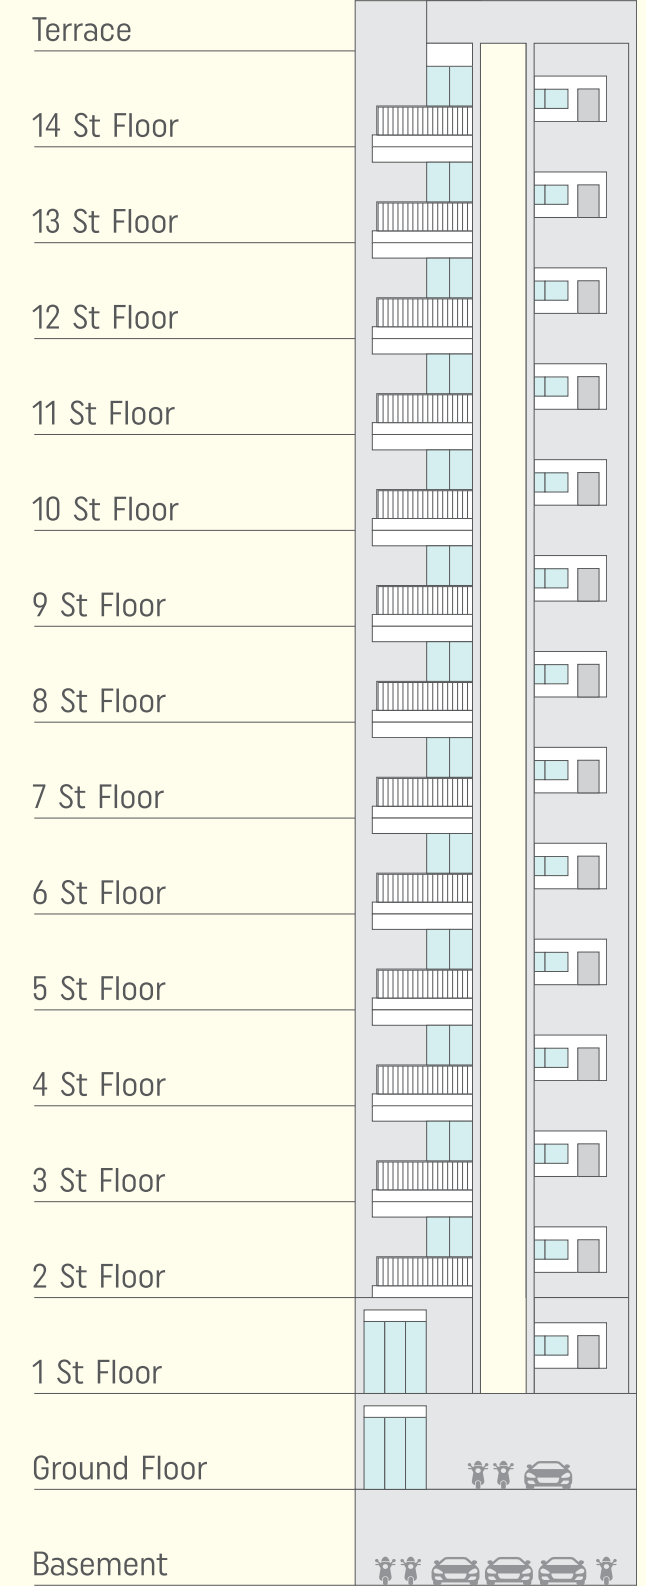 Terrace
14 St Floor
13 St Floor
12 St Floor
11 St Floor
10 St Floor
9 St Floor
8 St Floor
7 St Floor
6 St Floor
5 St Floor
4 St Floor
3 St Floor
2 St Floor
1 St Floor
Ground Floor
Basement